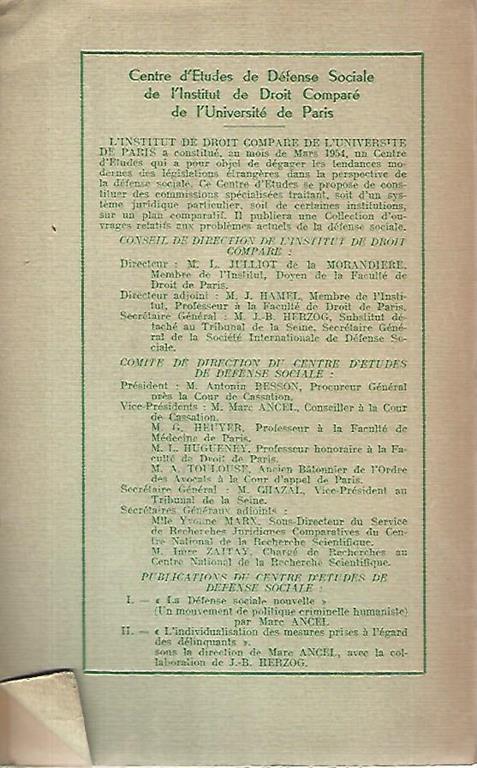 Centre d'Etudes de Défense Sociale
de l'Institut de Droit Comparé
de l'Université de Paris
L'INSTITUT DE DROIT COMPARE DE L'UNIVERSITE
DE PARIS a constitué, au mois de Mars 1954, un Centre
d'Etudes qui a pour objet de dégager les tendances mo-
dernes des législations étrangères dans la perspective de
la défense sociale. Ce Centre d'Etudes se propose de cons-
tituer des commissions spécialisées traitant, soit d'un sys-
tème juridique particulier, soit de certaines institutions,
sur un plan comparatif. Il publiera une Collection d'ou-
vrages relatifs aux problèmes actuels de la défense sociale.
CONSEIL DE DIRECTION DE L'INSTITUT DE DROIT
COMPARE :
Directeur : M. L. JULLIOT de la MORANDIERE,
Membre de l'Institut, Doyen de la Faculté de
Droit de Paris.
Directeur adjoint : M. J. HAMEL, Membre de l'Insti-
tut, Professeur à la Faculté de Droit de Paris.
Secrétaire Général : M. J.-B. HERZOG, Substitut dé-
taché au Tribunal de la Seine, Secrétaire Géné-
ral de la Société Internationale de Défense So-
ciale.
COMITE DE DIRECTION DU CENTRE D'ETUDES
DE DEFENSE SOCIALE :
Président : M. Antonin BESSON, Procureur Général
près la Cour de Cassation.
Vice-Présidents : M. Marc ANCEL, Conseiller à la Cour
de Cassation.
M. G. HEUYER, Professeur à la Faculté de
Médecine de Paris.
M. L. HUGUENEY, Professeur honoraire à la Fa-
culté de Droit de Paris.
M. A. TOULOUSE, Ancien Bâtonnier de l'Ordre
des Avocats à la Cour d'appel de Paris.
Secrétaire Général : M. GHAZAL, Vice-Président au
Tribunal de la Seine.
Secrétaires Généraux adjoints :
Mlle Yvonne MARX, Sous-Directeur du Service
de Recherches Juridiques Comparatives du Cen-
tre National de la Recherche Scientifique.
M. Imre ZAJTAY, Chargé de Recherches au
Centre National de la Recherche Scientifique.
PUBLICATIONS DU CENTRE D'ETUDES DE
DEFENSE SOCIALE :
I. — « La Défense sociale nouvelle »
(Un mouvement de politique criminelle humaniste)
par Marc ANCEL
II. — « L'individualisation des mesures prises à l'égard
des délinquants ».
sous la direction de Marc ANCEL, avec la col-
laboration de J.-B. HERZOG.